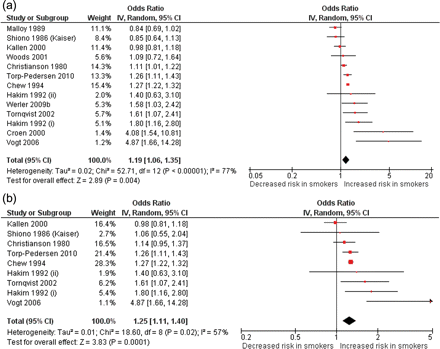 (a)
Odds Ratio Odds Ratio
Study or Subgroup Weight IV, Random, 95% CI IV, Random, 95% CI
Malloy 1989 11.1% 0.84 [0.69, 1.02]
Shiono 1986 (Kaiser) 8.4% 0.85 [0.64, 1.13]
Kallen 2000 11.4% 0.98 [0.81, 1.18]
Woods 2001 5.6% 1.09 [0.72, 1.64]
Christianson 1980 14.3% 1.11 [1.01, 1.22]
Torp-Pedersen 2010 13.2% 1.26 [1.11, 1.43]
Chew 1994 15.4% 1.27 [1.22, 1.32]
Hakim 1992 (ii) 2.0% 1.40 [0.63, 3.10]
Werler 2009b 5.3% 1.58 [1.03, 2.42]
Tornqvist 2002 5.6% 1.61 [1.07, 2.41]
Hakim 1992 (i) 5.1% 1.80 [1.16, 2.80]
Croen 2000 1.4% 4.08 [1.54, 10.81]
Vogt 2006 1.2% 4.87 [1.66, 14.28]
Total (95% CI) 100.0% 1.19 [1.06, 1.35]
Heterogeneity: Tau² = 0.02; Chi² = 52.71, df = 12 (P < 0.00001); I² = 77%
Test for overall effect: Z = 2.89 (P = 0.004)
0.05 0.2 1 5 20
Decreased risk in smokers Increased risk in smokers
(b)
Odds Ratio Odds Ratio
Study or Subgroup Weight IV, Random, 95% CI IV, Random, 95% CI
Kallen 2000 16.4% 0.98 [0.81, 1.18]
Shiono 1986 (Kaiser) 2.7% 1.06 [0.55, 2.04]
Christianson 1980 16.9% 1.14 [0.95, 1.37]
Torp-Pedersen 2010 21.4% 1.26 [1.11, 1.43]
Chew 1994 28.3% 1.27 [1.22, 1.32]
Hakim 1992 (ii) 1.9% 1.40 [0.63, 3.10]
Tornqvist 2002 6.2% 1.61 [1.07, 2.41]
Hakim 1992 (i) 5.3% 1.80 [1.16, 2.80]
Vogt 2006 1.1% 4.87 [1.66, 14.28]
Total (95% CI) 100.0% 1.25 [1.11, 1.40]
Heterogeneity: Tau² = 0.01; Chi² = 18.60, df = 8 (P = 0.02); I² = 57%
Test for overall effect: Z = 3.83 (P = 0.0001)
0.2 0.5 1 2 5
Decreased risk in smokers Increased risk in smokers